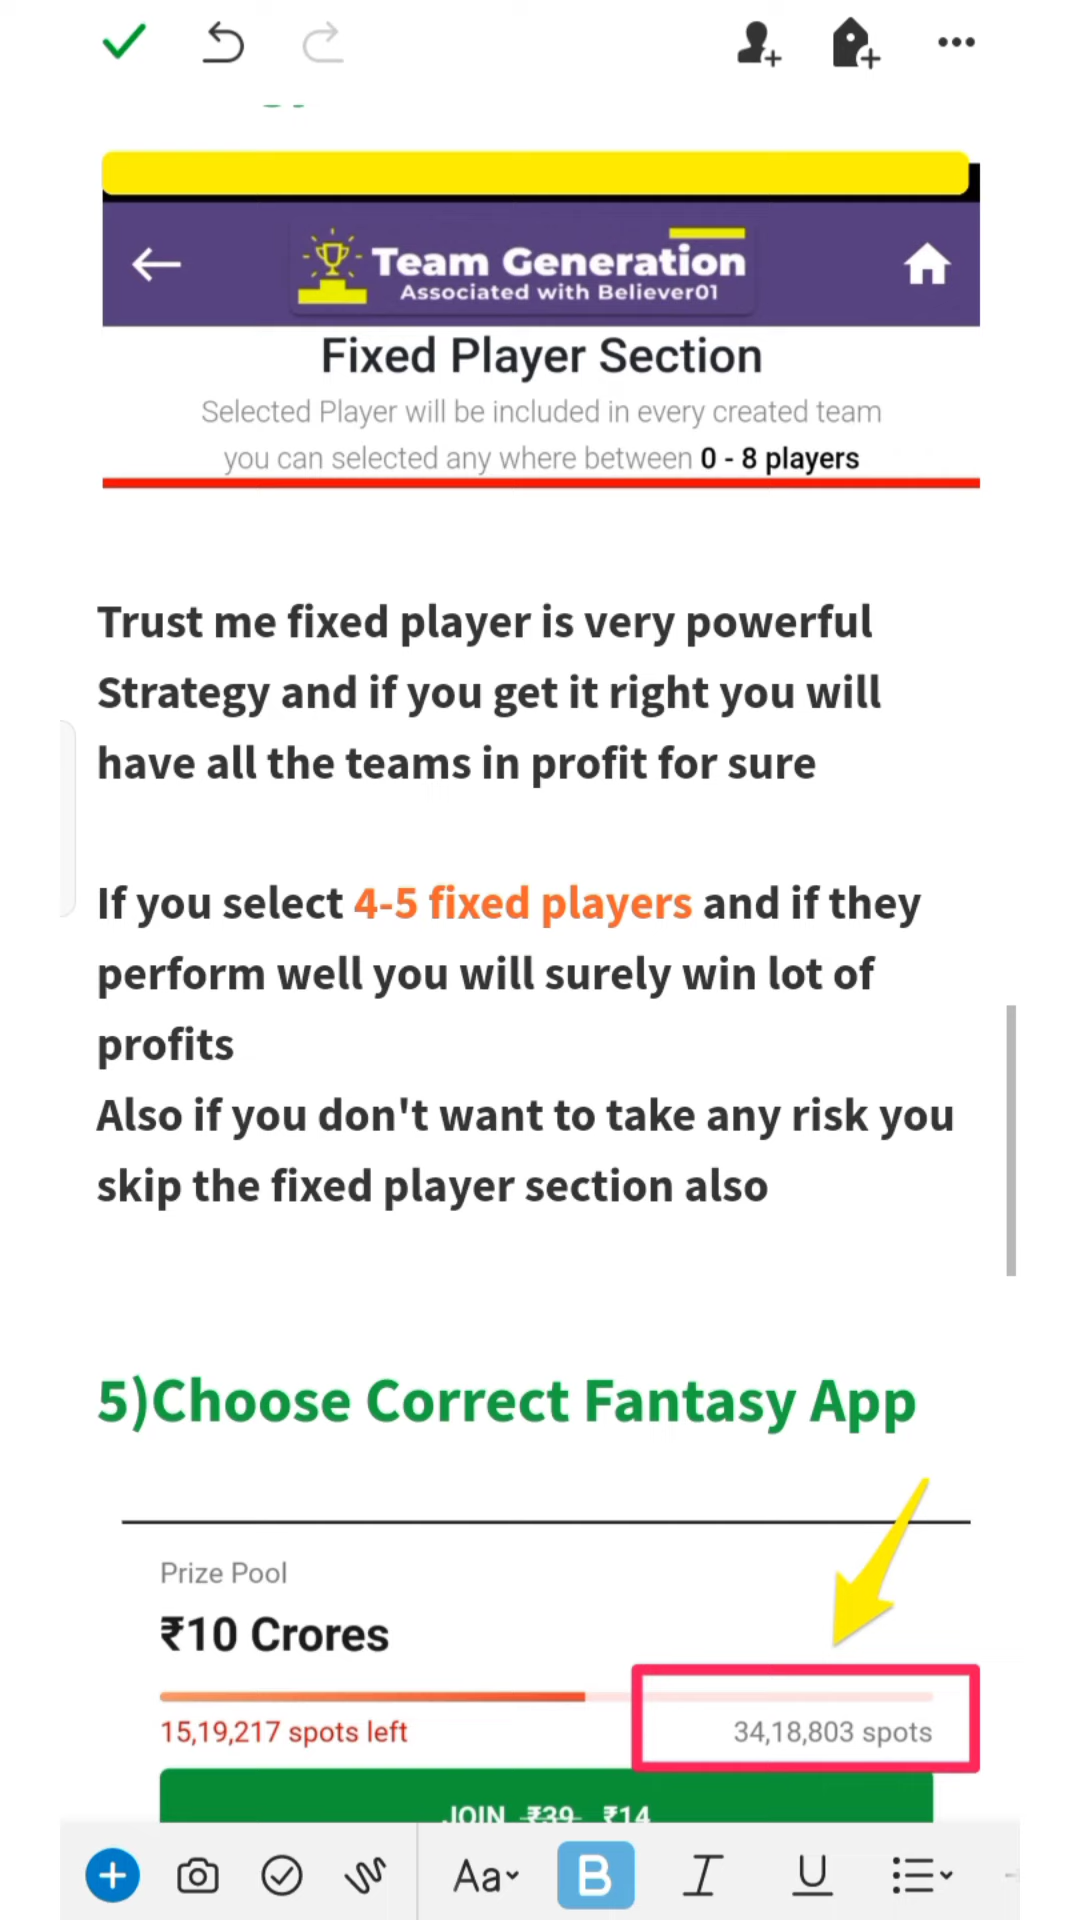 Team Generation
Associated with Believer01
Fixed Player Section
Selected Player will be included in every created team
you can selected any where between 0 - 8 players
Trust me fixed player is very powerful
Strategy and if you get it right you will
have all the teams in profit for sure
If you select 4-5 fixed players and if they
perform well you will surely win lot of
profits
Also if you don't want to take any risk you
skip the fixed player section also
5)Choose Correct Fantasy App
Prize Pool
₹10 Crores
15,19,217 spots left
34,18,803 spots
JOIN ₹39 ₹14
Aa
B I U